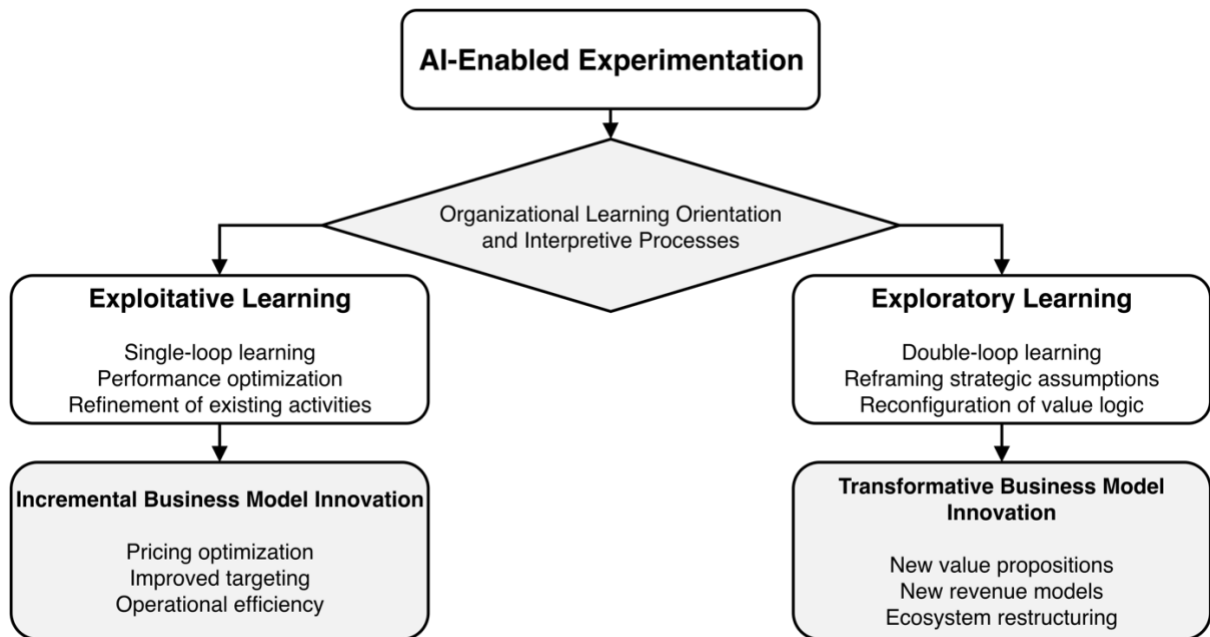 AI-Enabled Experimentation
Organizational Learning Orientation
and Interpretive Processes
Exploitative Learning
Single-loop learning
Performance optimization
Refinement of existing activities
Exploratory Learning
Double-loop learning
Reframing strategic assumptions
Reconfiguration of value logic
Incremental Business Model Innovation
Pricing optimization
Improved targeting
Operational efficiency
Transformative Business Model
Innovation
New value propositions
New revenue models
Ecosystem restructuring